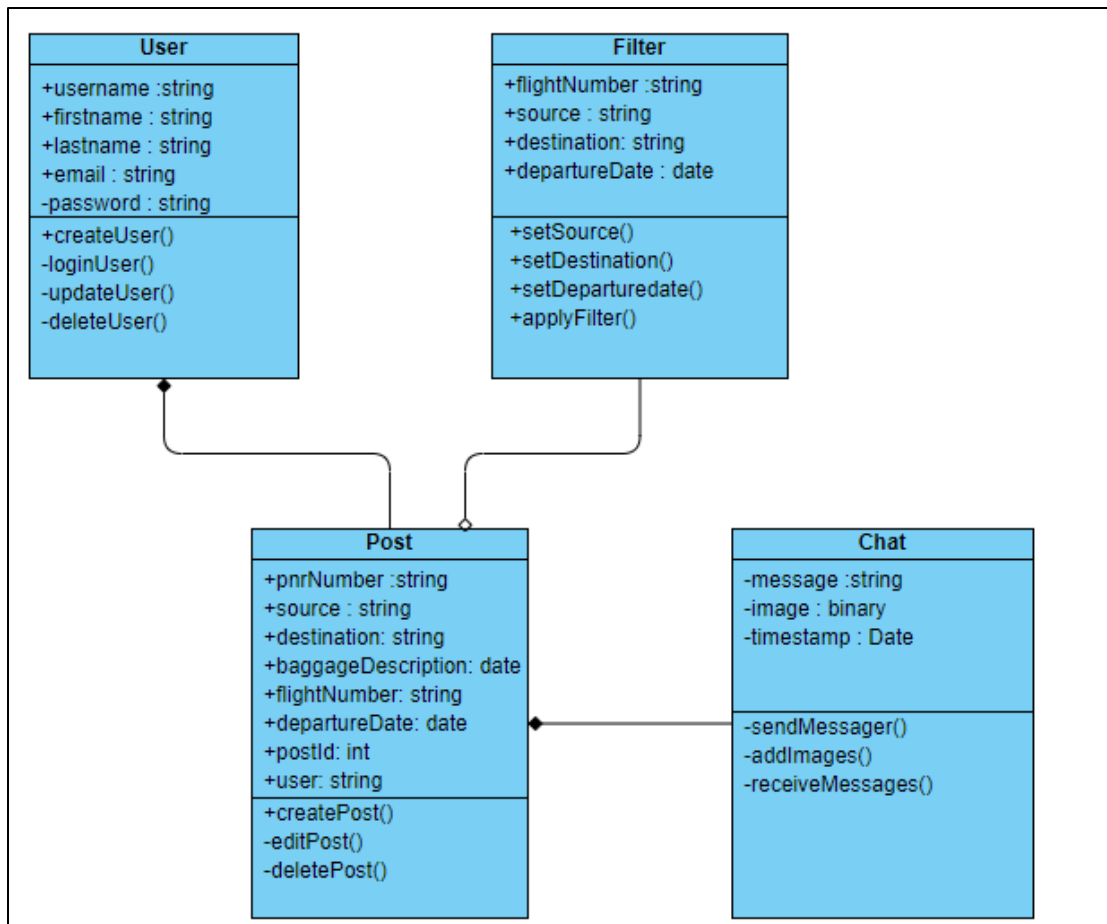 User
+username :string
+firstname : string
+lastname : string
+email : string
-password : string
+createUser()
-loginUser()
-updateUser()
-deleteUser()
Filter
+flightNumber :string
+source : string
+destination: string
+departureDate : date
+setSource()
+setDestination()
+setDeparturedate()
+applyFilter()
Post
+pnrNumber :string
+source : string
+destination: string
+baggageDescription: date
+flightNumber: string
+departureDate: date
+postId: int
+user: string
+createPost()
-editPost()
-deletePost()
Chat
-message :string
-image : binary
-timestamp : Date
-sendMessager()
-addImages()
-receiveMessages()